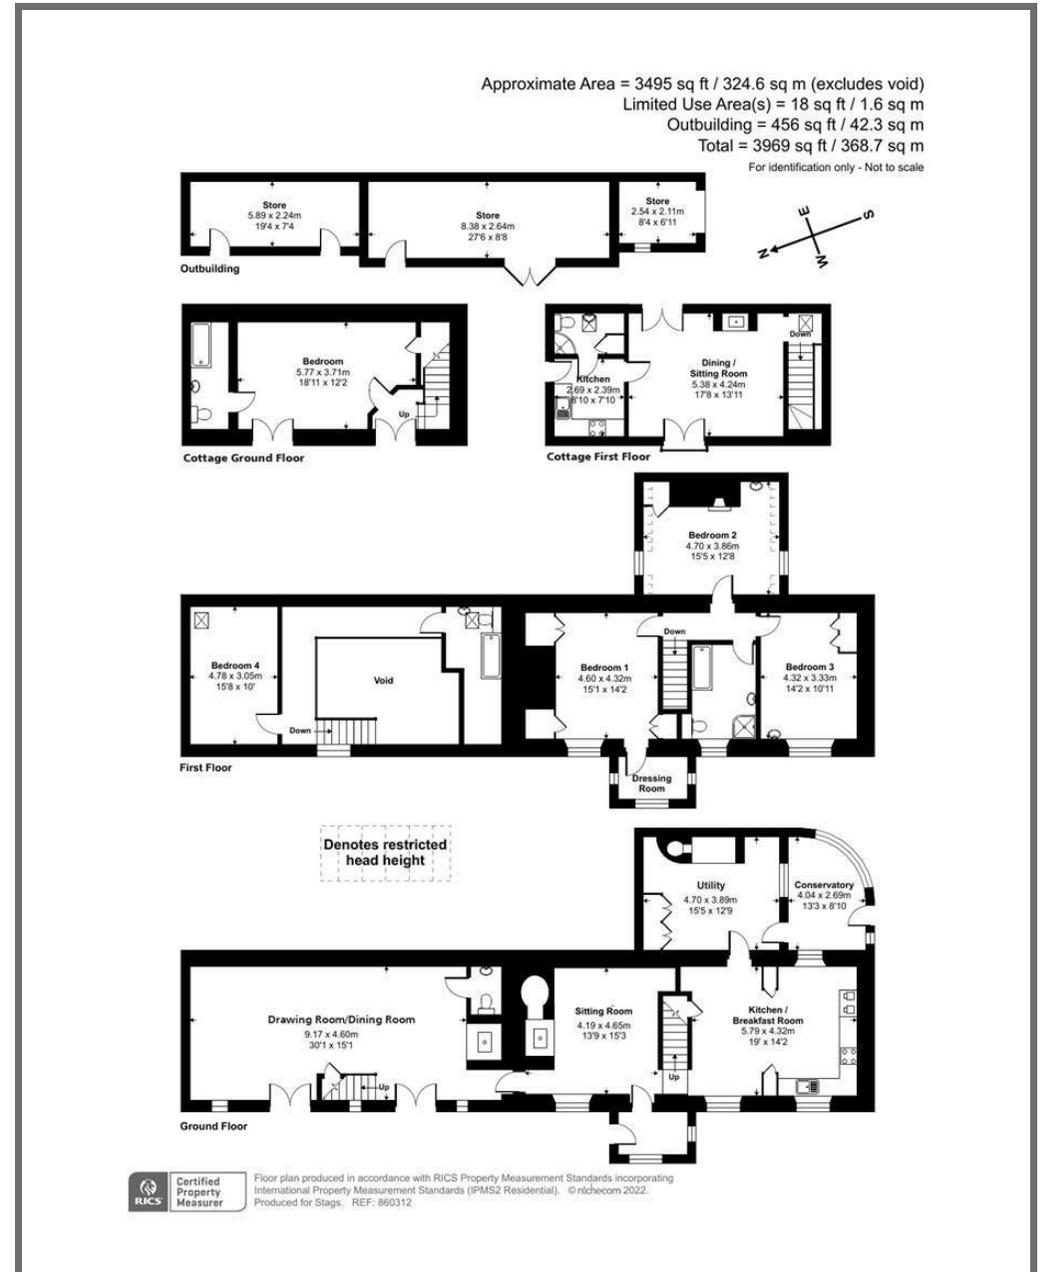 Approximate Area = 3495 sq ft / 324.6 sq m (excludes void)
Limited Use Area(s) = 18 sq ft / 1.6 sq m
Outbuilding = 456 sq ft / 42.3 sq m
Total = 3969 sq ft / 368.7 sq m
For identification only - Not to scale
Store
5.89 x 2.24m
19'4 x 7'4
Store
8.38 x 2.64m
27'6 x 8'8
Store
2.54 x 2.11m
8'4 x 6'11
E
S
N
W
Outbuilding
Bedroom
5.77 x 3.71m
18'11 x 12'2
Up
Cottage Ground Floor
Kitchen
2.69 x 2.39m
8'10 x 7'10
Dining /
Sitting Room
5.38 x 4.24m
17'8 x 13'11
Down
Cottage First Floor
Bedroom 2
4.70 x 3.86m
15'5 x 12'8
Bedroom 4
4.78 x 3.05m
15'8 x 10'
Void
Down
Bedroom 1
4.60 x 4.32m
15'1 x 14'2
Down
Bedroom 3
4.32 x 3.33m
14'2 x 10'11
Dressing
Room
First Floor
Denotes restricted
head height
Utility
4.70 x 3.89m
15'5 x 12'9
Conservatory
4.04 x 2.69m
13'3 x 8'10
Drawing Room/Dining Room
9.17 x 4.60m
30'1 x 15'1
Up
Sitting Room
4.19 x 4.65m
13'9 x 15'3
Up
Kitchen /
Breakfast Room
5.79 x 4.32m
19' x 14'2
Ground Floor
RICS
Certified
Property
Measurer
Floor plan produced in accordance with RICS Property Measurement Standards incorporating
International Property Measurement Standards (IPMS2 Residential). © nichecom 2022.
Produced for Stags. REF: 860312